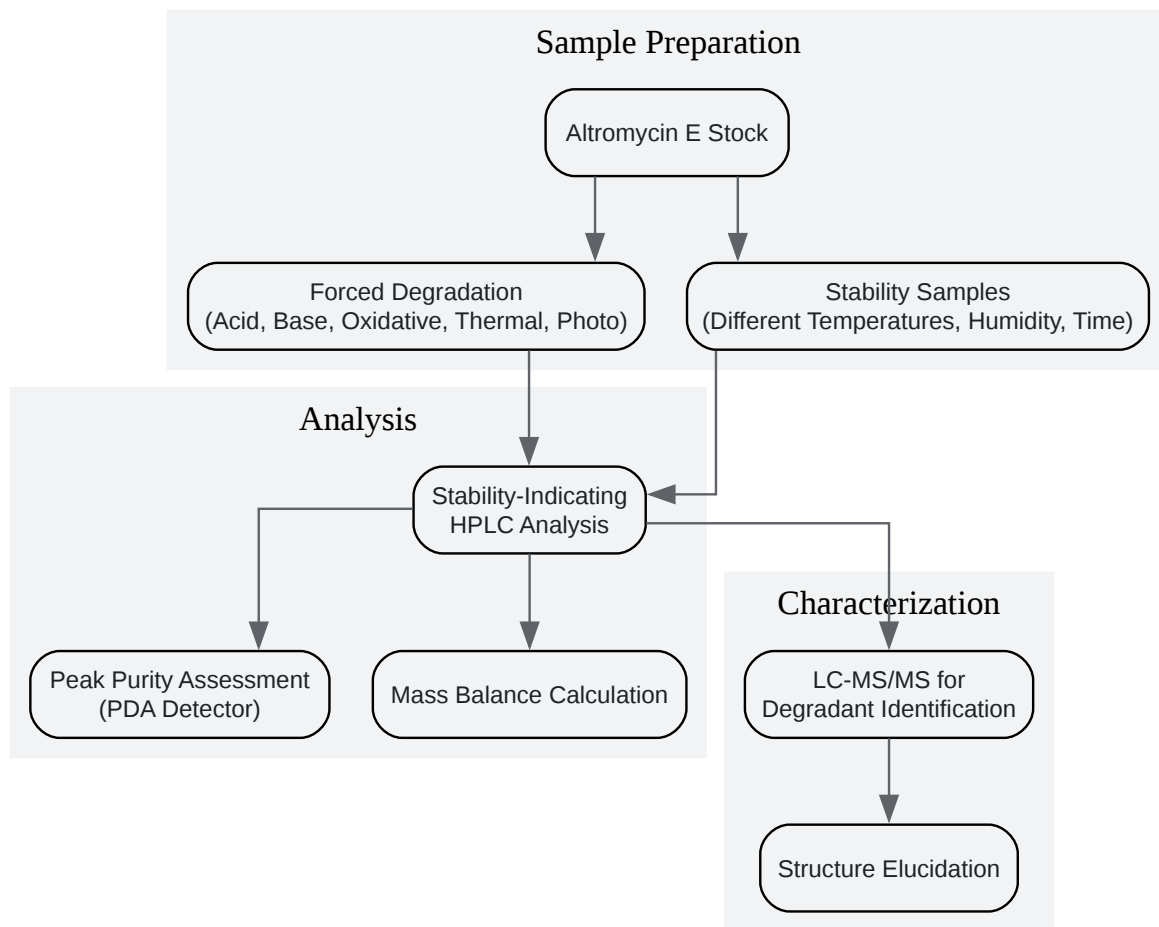 Sample Preparation
Altromycin E Stock
Forced Degradation
(Acid, Base, Oxidative, Thermal, Photo)
Stability Samples
(Different Temperatures, Humidity, Time)
Analysis
Stability-Indicating
HPLC Analysis
Characterization
Peak Purity Assessment
(PDA Detector)
Mass Balance Calculation
LC-MS/MS for
Degradant Identification
Structure Elucidation